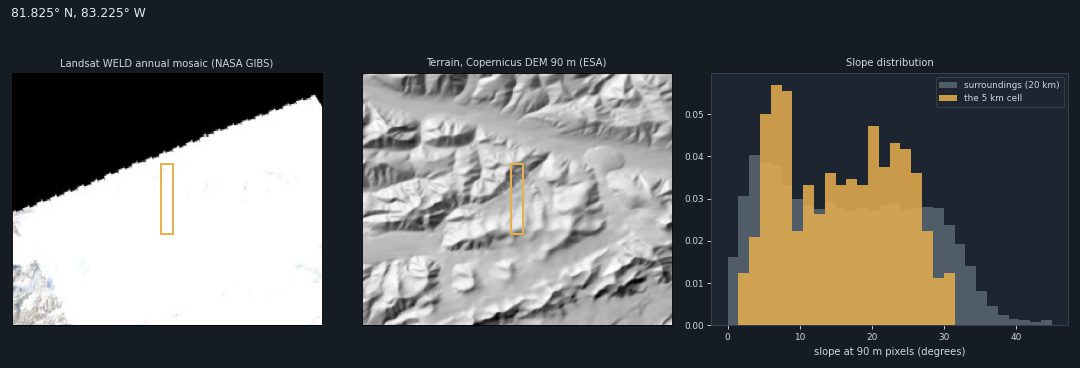 81.825° N, 83.225° W
Landsat WELD annual mosaic (NASA GIBS)
Terrain, Copernicus DEM 90 m (ESA)
Slope distribution
surroundings (20 km)
the 5 km cell
0.05
0.04
0.03
0.02
0.01
0.00
0 10 20 30 40
slope at 90 m pixels (degrees)